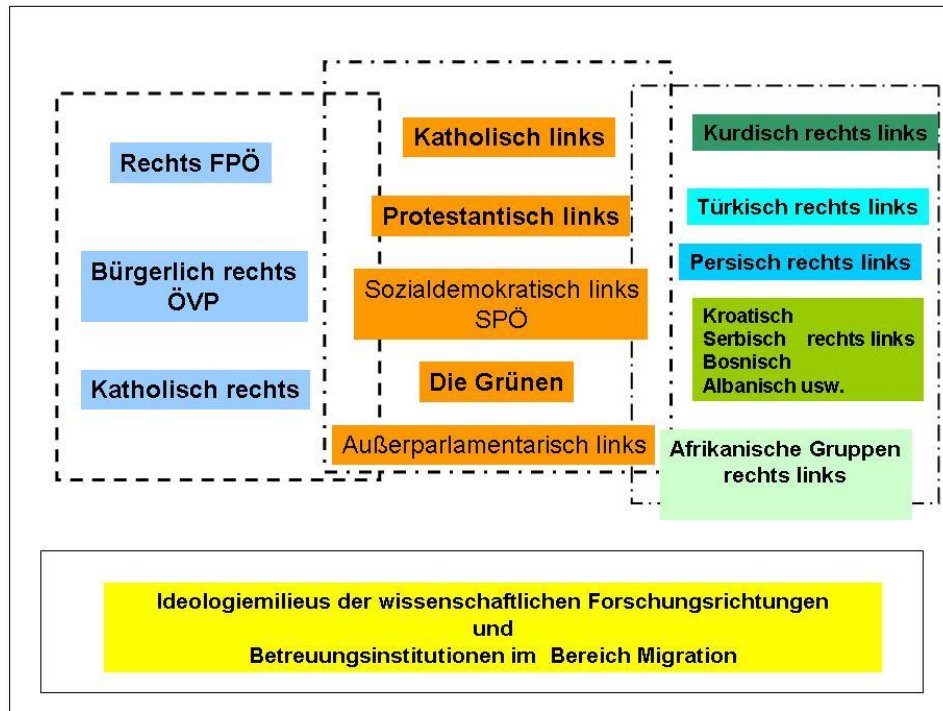 Rechts FPÖ
Bürgerlich rechts
ÖVP
Katholisch rechts
Katholisch links
Protestantisch links
Sozialdemokratisch links
SPÖ
Die Grünen
Außerparlamentarisch links
Kurdisch rechts links
Türkisch rechts links
Persisch rechts links
Kroatisch
Serbisch rechts links
Bosnisch
Albanisch usw.
Afrikanische Gruppen
rechts links
Ideologiemilieus der wissenschaftlichen Forschungsrichtungen
und
Betreuungsinstitutionen im Bereich Migration